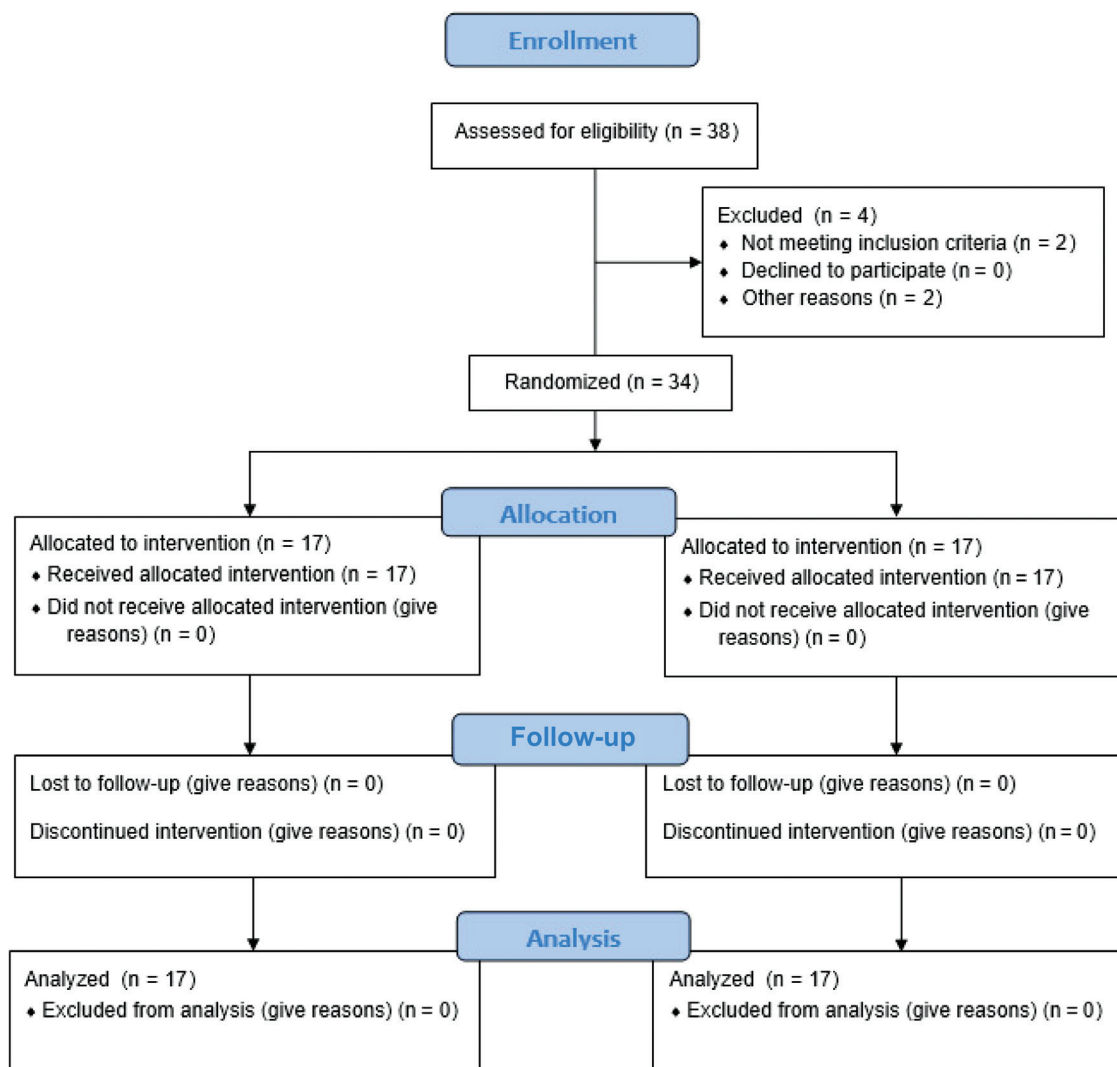 Enrollment
Assessed for eligibility (n = 38)
Excluded (n = 4)
⬧ Not meeting inclusion criteria (n = 2)
⬧ Declined to participate (n = 0)
⬧ Other reasons (n = 2)
Randomized (n = 34)
Allocation
Allocated to intervention (n = 17)
⬧ Received allocated intervention (n = 17)
⬧ Did not receive allocated intervention (give
reasons) (n = 0)
Allocated to intervention (n = 17)
⬧ Received allocated intervention (n = 17)
⬧ Did not receive allocated intervention (give
reasons) (n = 0)
Follow-up
Lost to follow-up (give reasons) (n = 0)
Discontinued intervention (give reasons) (n = 0)
Lost to follow-up (give reasons) (n = 0)
Discontinued intervention (give reasons) (n = 0)
Analysis
Analyzed (n = 17)
⬧ Excluded from analysis (give reasons) (n = 0)
Analyzed (n = 17)
⬧ Excluded from analysis (give reasons) (n = 0)